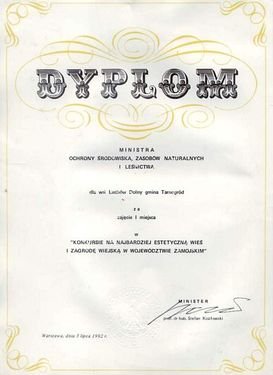 DYPLOM
MINISTRA
OCHRONY ŚRODOWISKA, ZASOBÓW NATURALNYCH
I LEŚNICTWA
dla wsi Dolny gmina Tarnogród
za
zajęcie I miejsca
w
"KONKURSIE NA NAJBARDZIEJ ESTETYCZNĄ WIEŚ
I ZAGRODĘ WIEJSKĄ W WOJEWÓDZTWIE ZAMOJSKIM"
MINISTER
prof. dr hab. Stefan Kozłowski
Warszawa, dnia 3 lipca 1992 r.